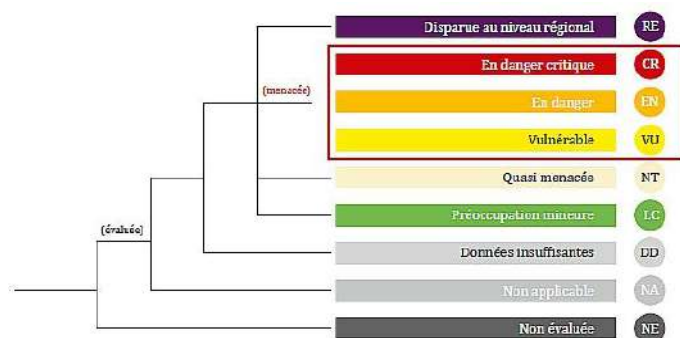 Disparue au niveau régional RE
En danger critique CR
(menacée)
En danger EN
Vulnérable VU
Quasi menacée NT
Préoccupation mineure LC
(évaluée)
Données insuffisantes DD
Non applicable NA
Non évaluée NE